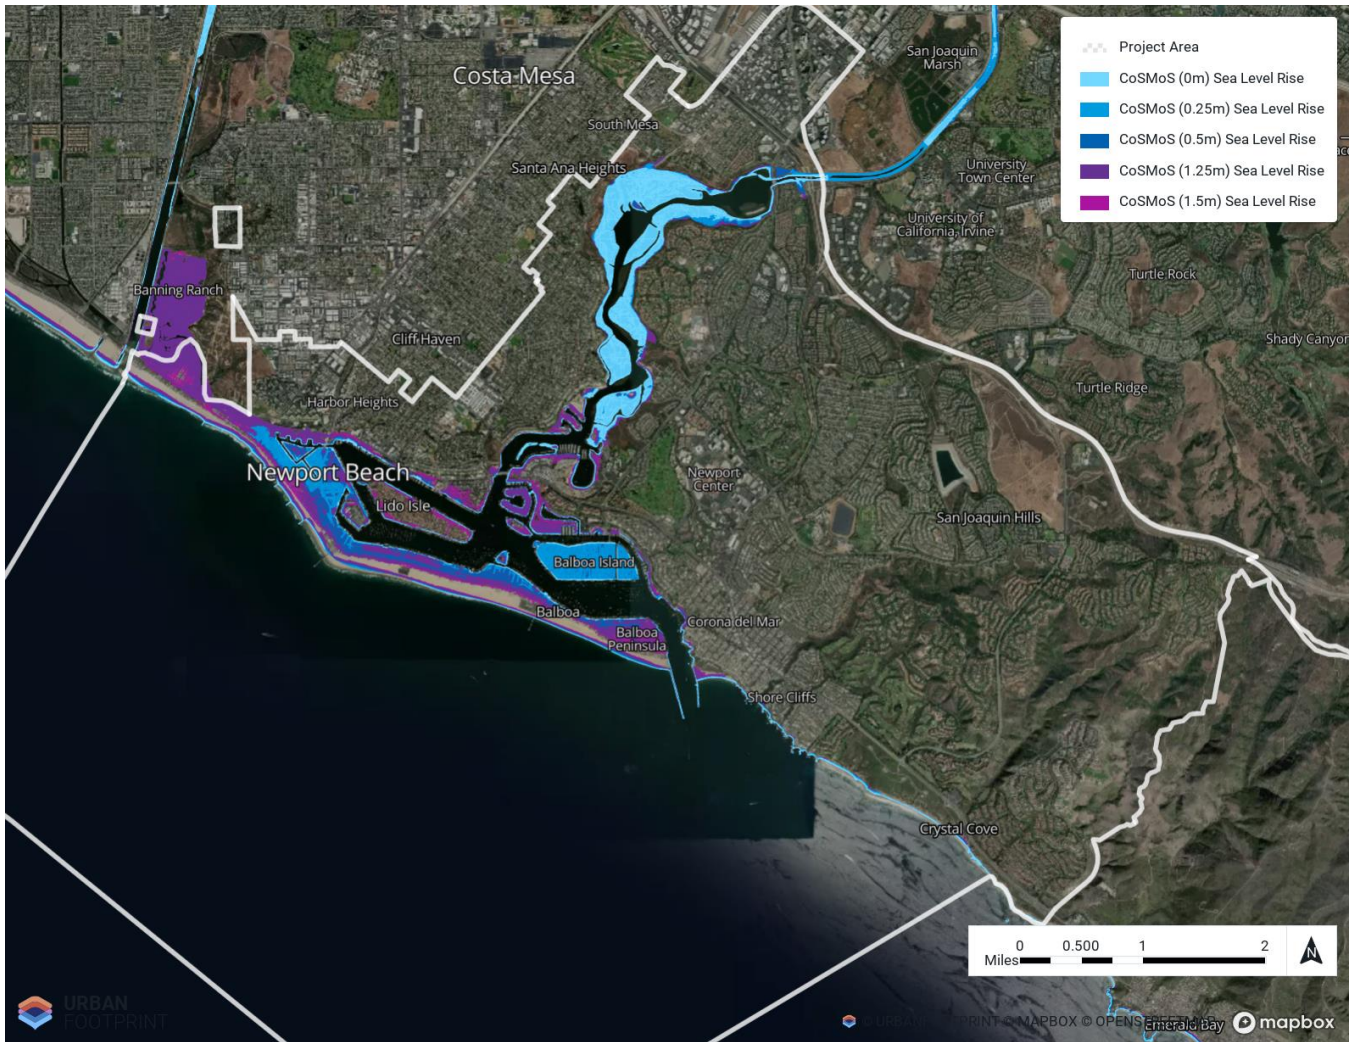 Project Area
CoSMoS (0m) Sea Level Rise
CoSMoS (0.25m) Sea Level Rise
CoSMoS (0.5m) Sea Level Rise
CoSMoS (1.25m) Sea Level Rise
CoSMoS (1.5m) Sea Level Rise
San Joaquin
Marsh
Costa Mesa
South Mesa
Santa Ana Heights
University
Town Center
University of
California, Irvine
Turtle Rock
Banning Ranch
Cliff Haven
Shady Canyon
Turtle Ridge
Harbor Heights
Newport Beach
Newport
Center
Lido Isle
San Joaquin Hills
Balboa Island
Balboa
Corona del Mar
Balboa
Peninsula
Shore Cliffs
Crystal Cove
0 0.500 1 2
Miles
N
URBAN
FOOTPRINT
© URBAN FOOTPRINT © MAPBOX © OPENSTREETMAP
Emerald Bay
mapbox